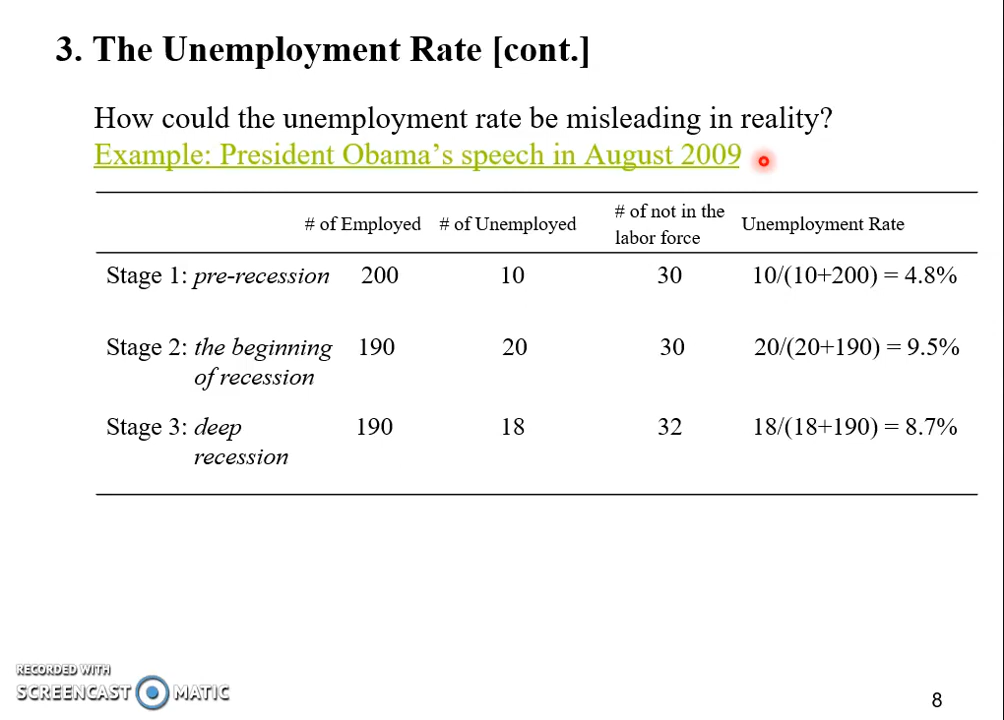 3. The Unemployment Rate [cont.]
How could the unemployment rate be misleading in reality?
Example: President Obama's speech in August 2009
# of Employed # of Unemployed # of not in the labor force Unemployment Rate
Stage 1: pre-recession 200 10 30 10/(10+200) = 4.8%
Stage 2: the beginning of recession 190 20 30 20/(20+190) = 9.5%
Stage 3: deep recession 190 18 32 18/(18+190) = 8.7%
RECORDED WITH
SCREENCAST MATIC
8